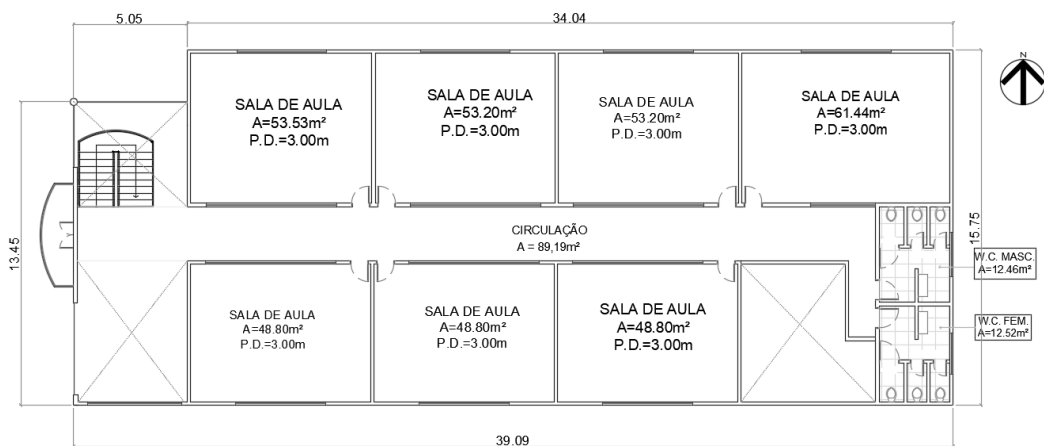 5.05
34.04
N
SALA DE AULA
A=53.53m²
P.D.=3.00m
SALA DE AULA
A=53.20m²
P.D.=3.00m
SALA DE AULA
A=53.20m²
P.D.=3.00m
SALA DE AULA
A=61.44m²
P.D.=3.00m
13.45
CIRCULAÇÃO
A = 89,19m²
15.75
W.C. MASC.
A=12.46m²
SALA DE AULA
A=48.80m²
P.D.=3.00m
SALA DE AULA
A=48.80m²
P.D.=3.00m
SALA DE AULA
A=48.80m²
P.D.=3.00m
W.C. FEM.
A=12.52m²
39.09